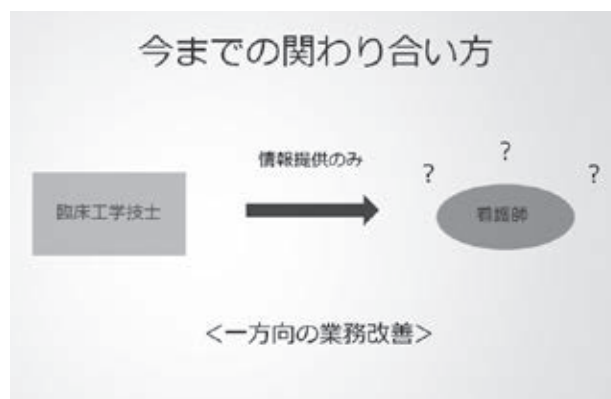 今までの関わり合い方
情報提供のみ
?
?
?
臨床工学技士
看護師
＜一方向の業務改善＞